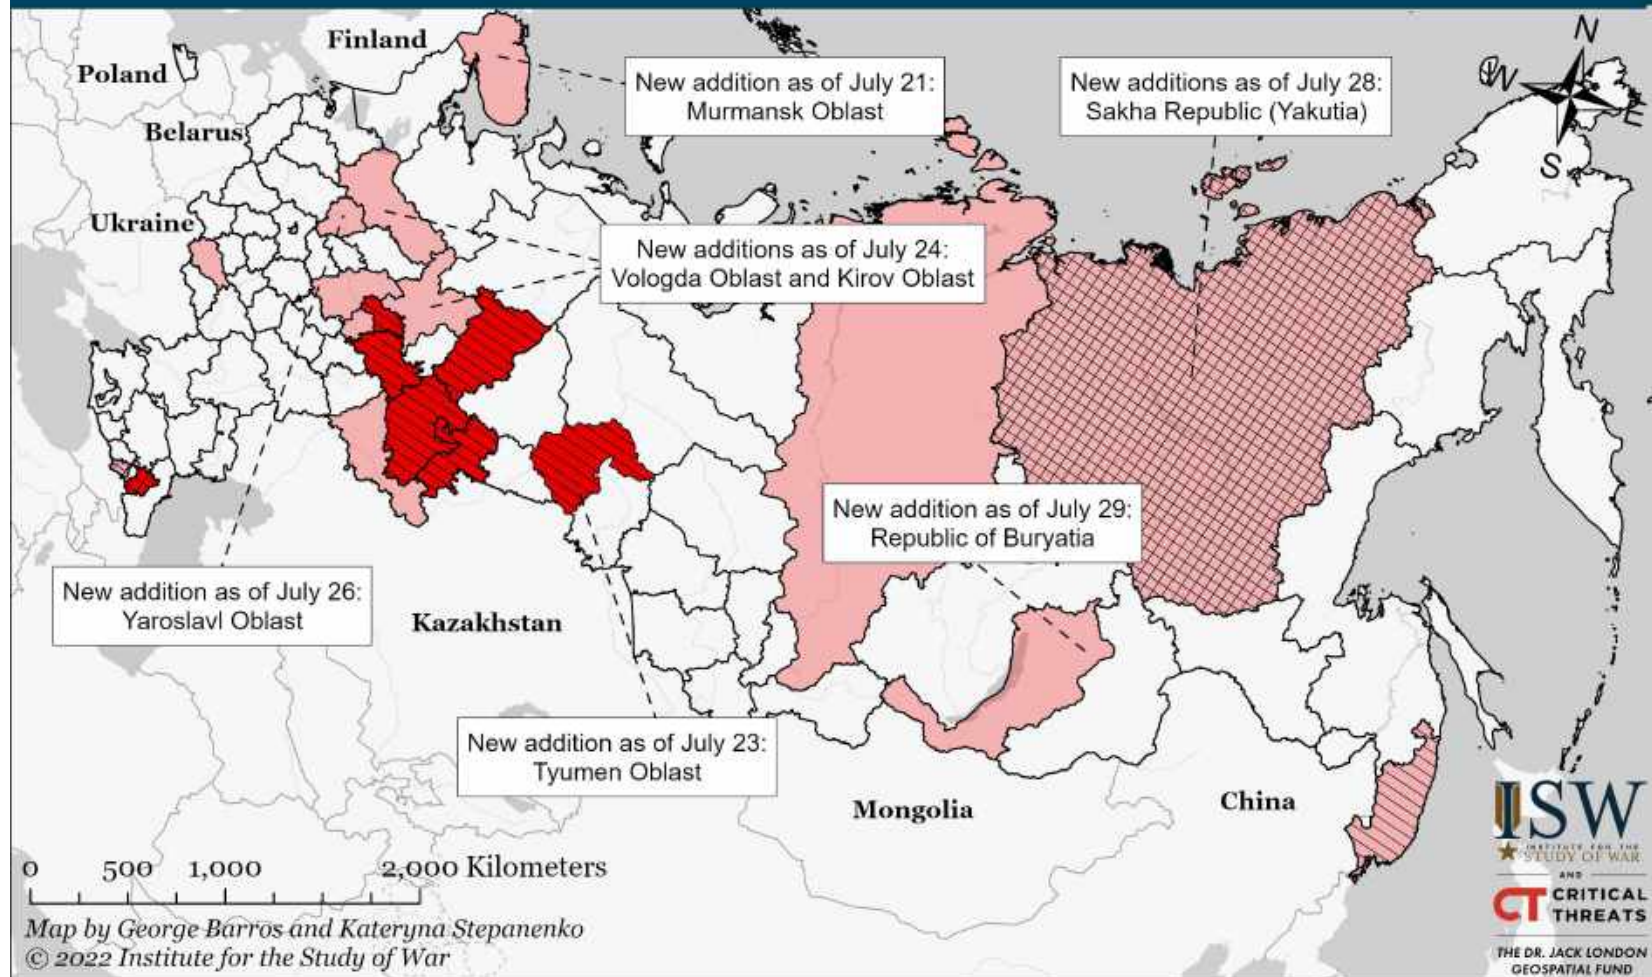 Finland
Poland
Belarus
Ukraine
New addition as of July 21:
Murmansk Oblast
New additions as of July 28:
Sakha Republic (Yakutia)
N
W
E
S
New additions as of July 24:
Vologda Oblast and Kirov Oblast
New addition as of July 29:
Republic of Buryatia
New addition as of July 26:
Yaroslavl Oblast
Kazakhstan
New addition as of July 23:
Tyumen Oblast
Mongolia
China
0 500 1,000 2,000 Kilometers
Map by George Barros and Kateryna Stepanenko
© 2022 Institute for the Study of War
ISW
INSTITUTE FOR THE
STUDY OF WAR
AND
CT CRITICAL
THREATS
THE DR. JACK LONDON
GEOSPATIAL FUND